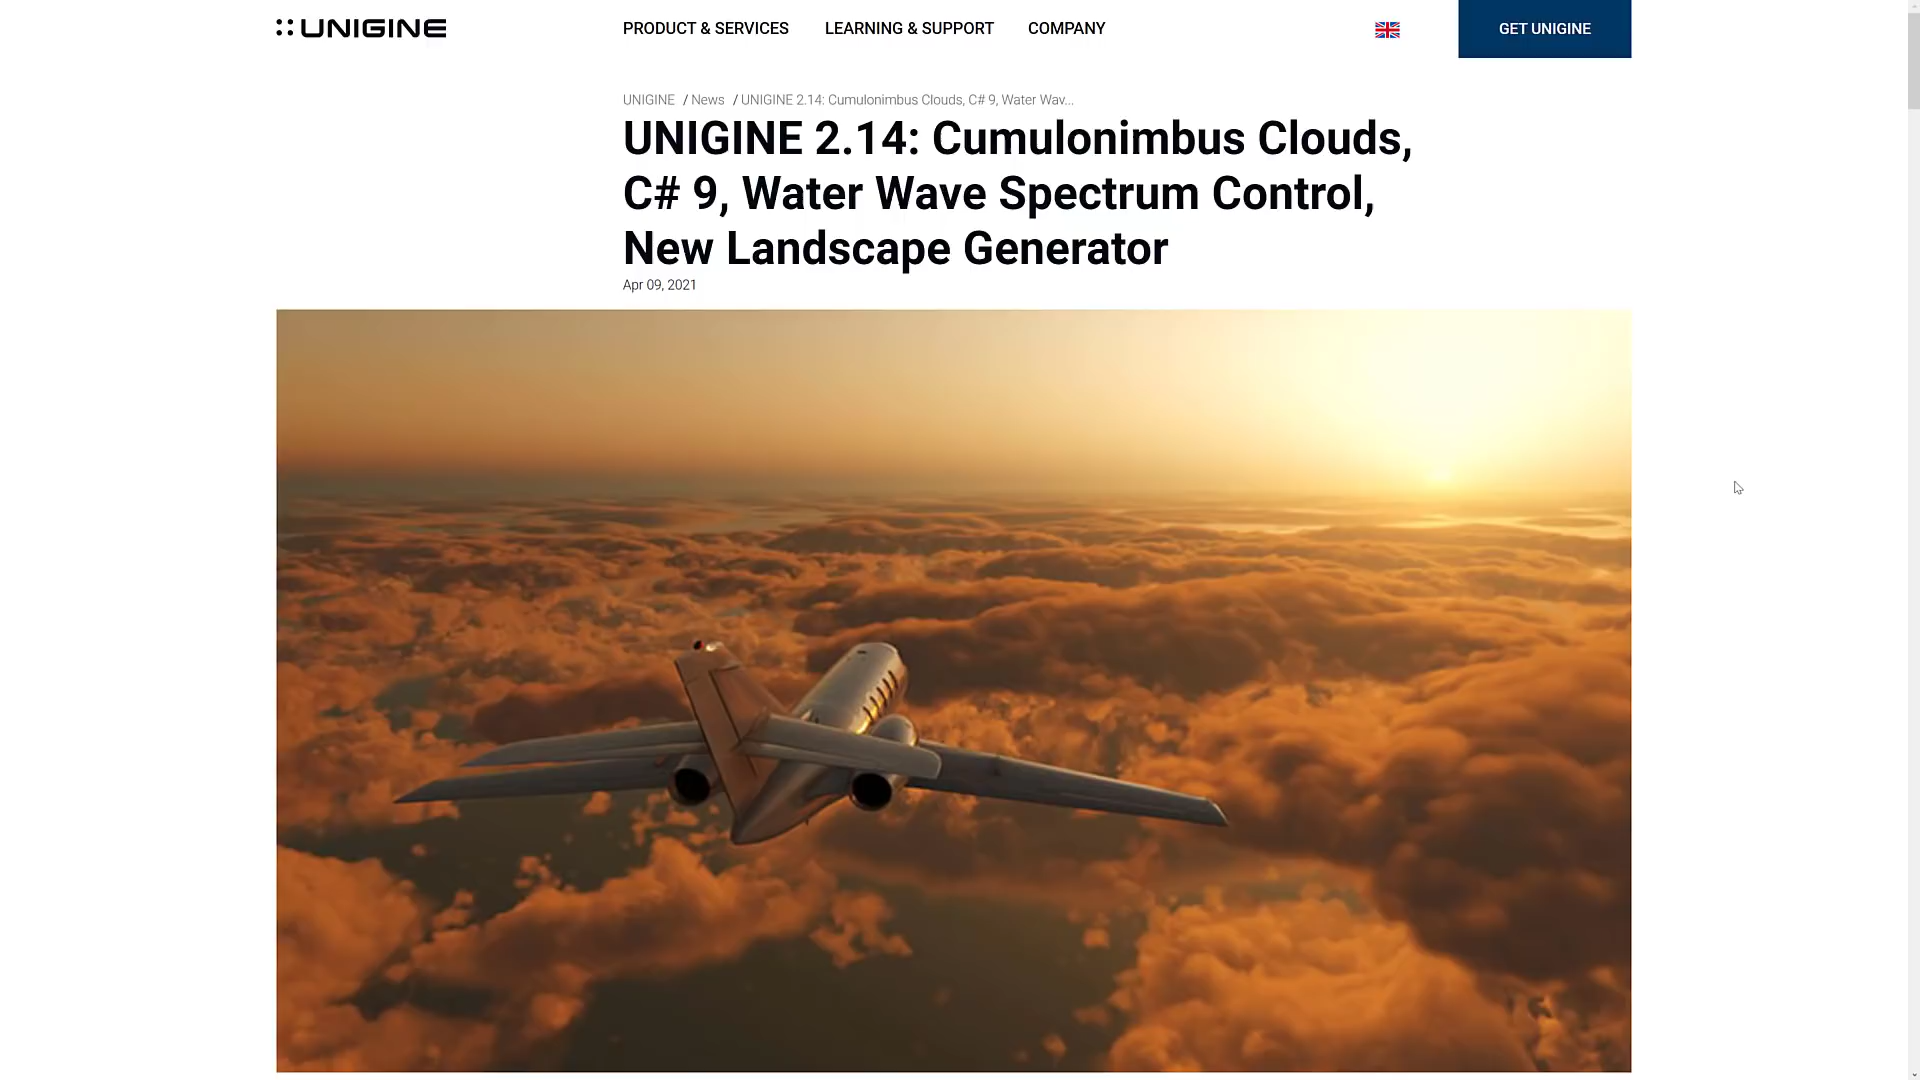 UNIGINE
PRODUCT & SERVICES
LEARNING & SUPPORT
COMPANY
GET UNIGINE
UNIGINE / News / UNIGINE 2.14: Cumulonimbus Clouds, C# 9, Water Wav...
UNIGINE 2.14: Cumulonimbus Clouds,
C# 9, Water Wave Spectrum Control,
New Landscape Generator
Apr 09, 2021